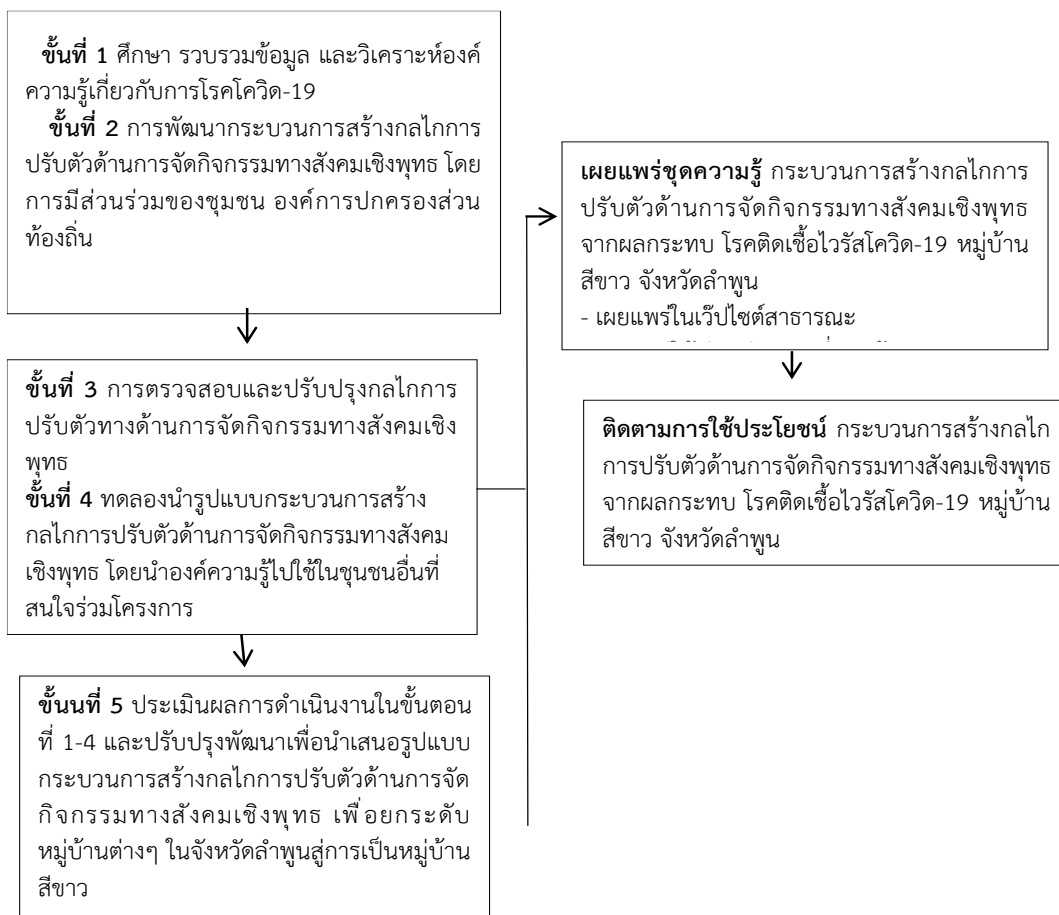 ขั้นที่ 1 ศึกษา รวบรวมข้อมูล และวิเคราะห์องค์
ความรู้เกี่ยวกับการโรคโควิด-19
ขั้นที่ 2 การพัฒนากระบวนการสร้างกลไกการ
ปรับตัวด้านการจัดกิจกรรมทางสังคมเชิงพุทธ โดย
การมีส่วนร่วมของชุมชน องค์การปกครองส่วน
ท้องถิ่น
ขั้นที่ 3 การตรวจสอบและปรับปรุงกลไกการ
ปรับตัวทางด้านการจัดกิจกรรมทางสังคมเชิง
พุทธ
ขั้นที่ 4 ทดลองนำรูปแบบกระบวนการสร้าง
กลไกการปรับตัวด้านการจัดกิจกรรมทางสังคม
เชิงพุทธ โดยนำองค์ความรู้ไปใช้ในชุนชนอื่นที่
สนใจร่วมโครงการ
ขั้นนที่ 5 ประเมินผลการดำเนินงานในขั้นตอน
ที่ 1-4 และปรับปรุงพัฒนาเพื่อนำเสนอรูปแบบ
กระบวนการสร้างกลไกการปรับตัวด้านการจัด
กิจกรรมทางสังคมเชิงพุทธ เพื่อยกระดับ
หมู่บ้านต่างๆ ในจังหวัดลำพูนสู่การเป็นหมู่บ้าน
สีขาว
เผยแพร่ชุดความรู้ กระบวนการสร้างกลไกการ
ปรับตัวด้านการจัดกิจกรรมทางสังคมเชิงพุทธ
จากผลกระทบ โรคติดเชื้อไวรัสโควิด-19 หมู่บ้าน
สีขาว จังหวัดลำพูน
- เผยแพร่ในเว็ปไซต์สาธารณะ
ติดตามการใช้ประโยชน์ กระบวนการสร้างกลไก
การปรับตัวด้านการจัดกิจกรรมทางสังคมเชิงพุทธ
จากผลกระทบ โรคติดเชื้อไวรัสโควิด-19 หมู่บ้าน
สีขาว จังหวัดลำพูน